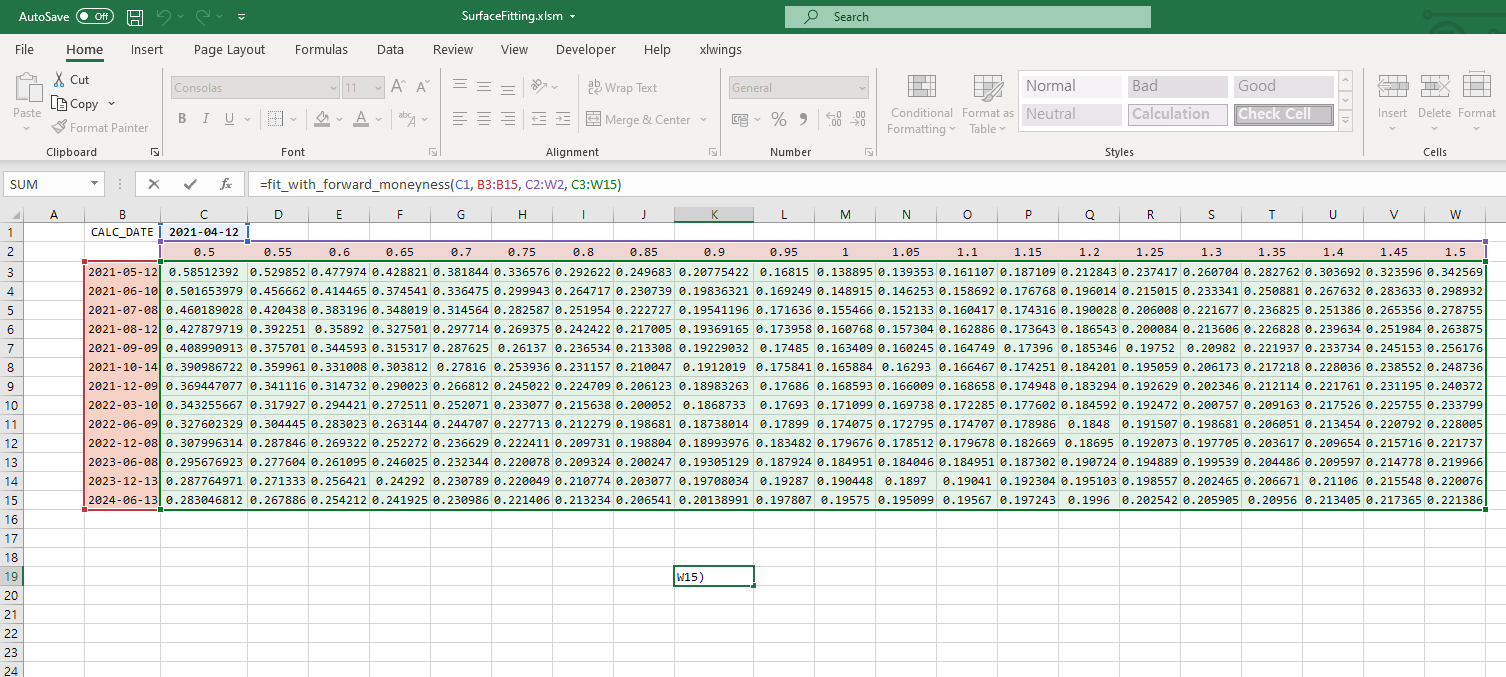 AutoSave Off SurfaceFitting.xlsm Search
File Home Insert Page Layout Formulas Data Review View Developer Help xlwings
Paste
Cut
Copy
Format Painter
Clipboard
Consolas 11
B I U
Font
Wrap Text
Merge & Center
Alignment
General
Number
Conditional Formatting
Format as Table
Normal Bad Good
Neutral Calculation Check Cell
Styles
Insert Delete Format
Cells
SUM fx =fit_with_forward_moneyness(C1, B3:B15, C2:W2, C3:W15)
A B C D E F G H I J K L M N O P Q R S T U V W
1 CALC_DATE 2021-04-12
2 0.5 0.55 0.6 0.65 0.7 0.75 0.8 0.85 0.9 0.95 1 1.05 1.1 1.15 1.2 1.25 1.3 1.35 1.4 1.45 1.5
3 2021-05-12 0.58512392 0.529852 0.477974 0.428821 0.381844 0.336576 0.292622 0.249683 0.20775422 0.16815 0.138895 0.139353 0.161107 0.187109 0.212843 0.237417 0.260704 0.282762 0.303692 0.323596 0.342569
4 2021-06-10 0.501653979 0.456662 0.414465 0.374541 0.336475 0.299943 0.264717 0.230739 0.19836321 0.169249 0.148915 0.146253 0.158692 0.176768 0.196014 0.215015 0.233341 0.250881 0.267632 0.283633 0.298932
5 2021-07-08 0.460189028 0.420438 0.383196 0.348019 0.314564 0.282587 0.251954 0.222727 0.19541196 0.171636 0.155466 0.152133 0.160417 0.174316 0.190028 0.206008 0.221677 0.236825 0.251386 0.265356 0.278755
6 2021-08-12 0.427879719 0.392251 0.35892 0.327501 0.297714 0.269375 0.242422 0.217005 0.19369165 0.173958 0.160768 0.157304 0.162886 0.173643 0.186543 0.200084 0.213606 0.226828 0.239634 0.251984 0.263875
7 2021-09-09 0.408990913 0.375701 0.344593 0.315317 0.287625 0.26137 0.236534 0.213308 0.19229032 0.17485 0.163409 0.160245 0.164749 0.17396 0.185346 0.19752 0.20982 0.221937 0.233734 0.245153 0.256176
8 2021-10-14 0.390986722 0.359961 0.331008 0.303812 0.27816 0.253936 0.231157 0.210047 0.1912019 0.175841 0.165884 0.16293 0.166467 0.174251 0.184201 0.195059 0.206173 0.217218 0.228036 0.238552 0.248736
9 2021-12-09 0.369447077 0.341116 0.314732 0.290023 0.266812 0.245022 0.224709 0.206123 0.18983263 0.17686 0.168593 0.166009 0.168658 0.174948 0.183294 0.192629 0.202346 0.212114 0.221761 0.231195 0.240372
10 2022-03-10 0.343255667 0.317927 0.294421 0.272511 0.252071 0.233077 0.215638 0.200052 0.1868733 0.17693 0.171099 0.169738 0.172285 0.177602 0.184592 0.192472 0.200757 0.209163 0.217526 0.225755 0.233799
11 2022-06-09 0.327602329 0.304445 0.283023 0.263144 0.244707 0.227713 0.212279 0.198681 0.18738014 0.17899 0.174075 0.172795 0.174707 0.178986 0.1848 0.191507 0.198681 0.206051 0.213454 0.220792 0.228005
12 2022-12-08 0.307996314 0.287846 0.269322 0.252272 0.236629 0.222411 0.209731 0.198804 0.18993976 0.183482 0.179676 0.178512 0.179678 0.182669 0.18695 0.192073 0.197705 0.203617 0.209654 0.215716 0.221737
13 2023-06-08 0.295676923 0.277604 0.261095 0.246025 0.232344 0.220078 0.209324 0.200247 0.19305129 0.187924 0.184951 0.184046 0.184951 0.187302 0.190724 0.194889 0.199539 0.204486 0.209597 0.214778 0.219966
14 2023-12-13 0.287764971 0.271333 0.256421 0.24292 0.230789 0.220049 0.210774 0.203077 0.19708034 0.19287 0.190448 0.1897 0.19041 0.192304 0.195103 0.198557 0.202465 0.206671 0.21106 0.215548 0.220076
15 2024-06-13 0.283046812 0.267886 0.254212 0.241925 0.230986 0.221406 0.213234 0.206541 0.20138991 0.197807 0.19575 0.195099 0.19567 0.197243 0.1996 0.202542 0.205905 0.20956 0.213405 0.217365 0.221386
16
17
18
19 W15)
20
21
22
23
24